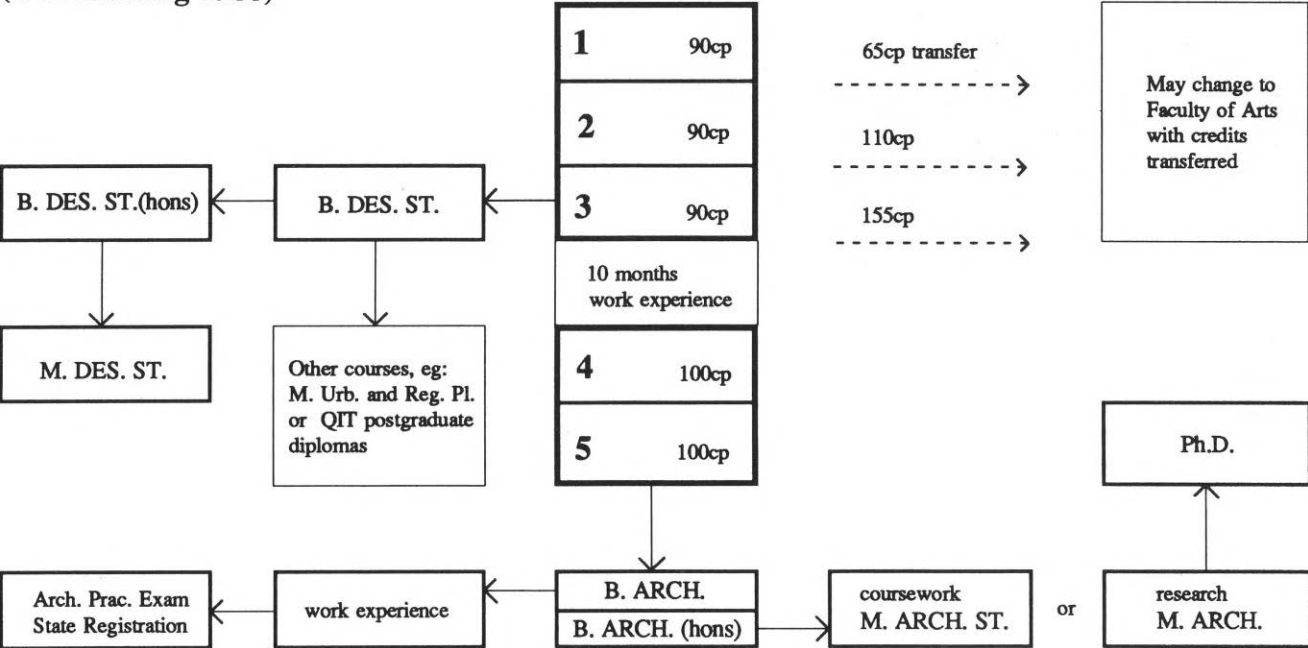 1 90cp
65cp transfer
May change to
Faculty of Arts
with credits
transferred
2 90cp
110cp
B. DES. ST.(hons)
B. DES. ST.
3 90cp
155cp
10 months
work experience
M. DES. ST.
Other courses, eg:
M. Urb. and Reg. Pl.
or QIT postgraduate
diplomas
4 100cp
5 100cp
Ph.D.
Arch. Prac. Exam
State Registration
work experience
B. ARCH.
B. ARCH. (hons)
coursework
M. ARCH. ST.
or
research
M. ARCH.